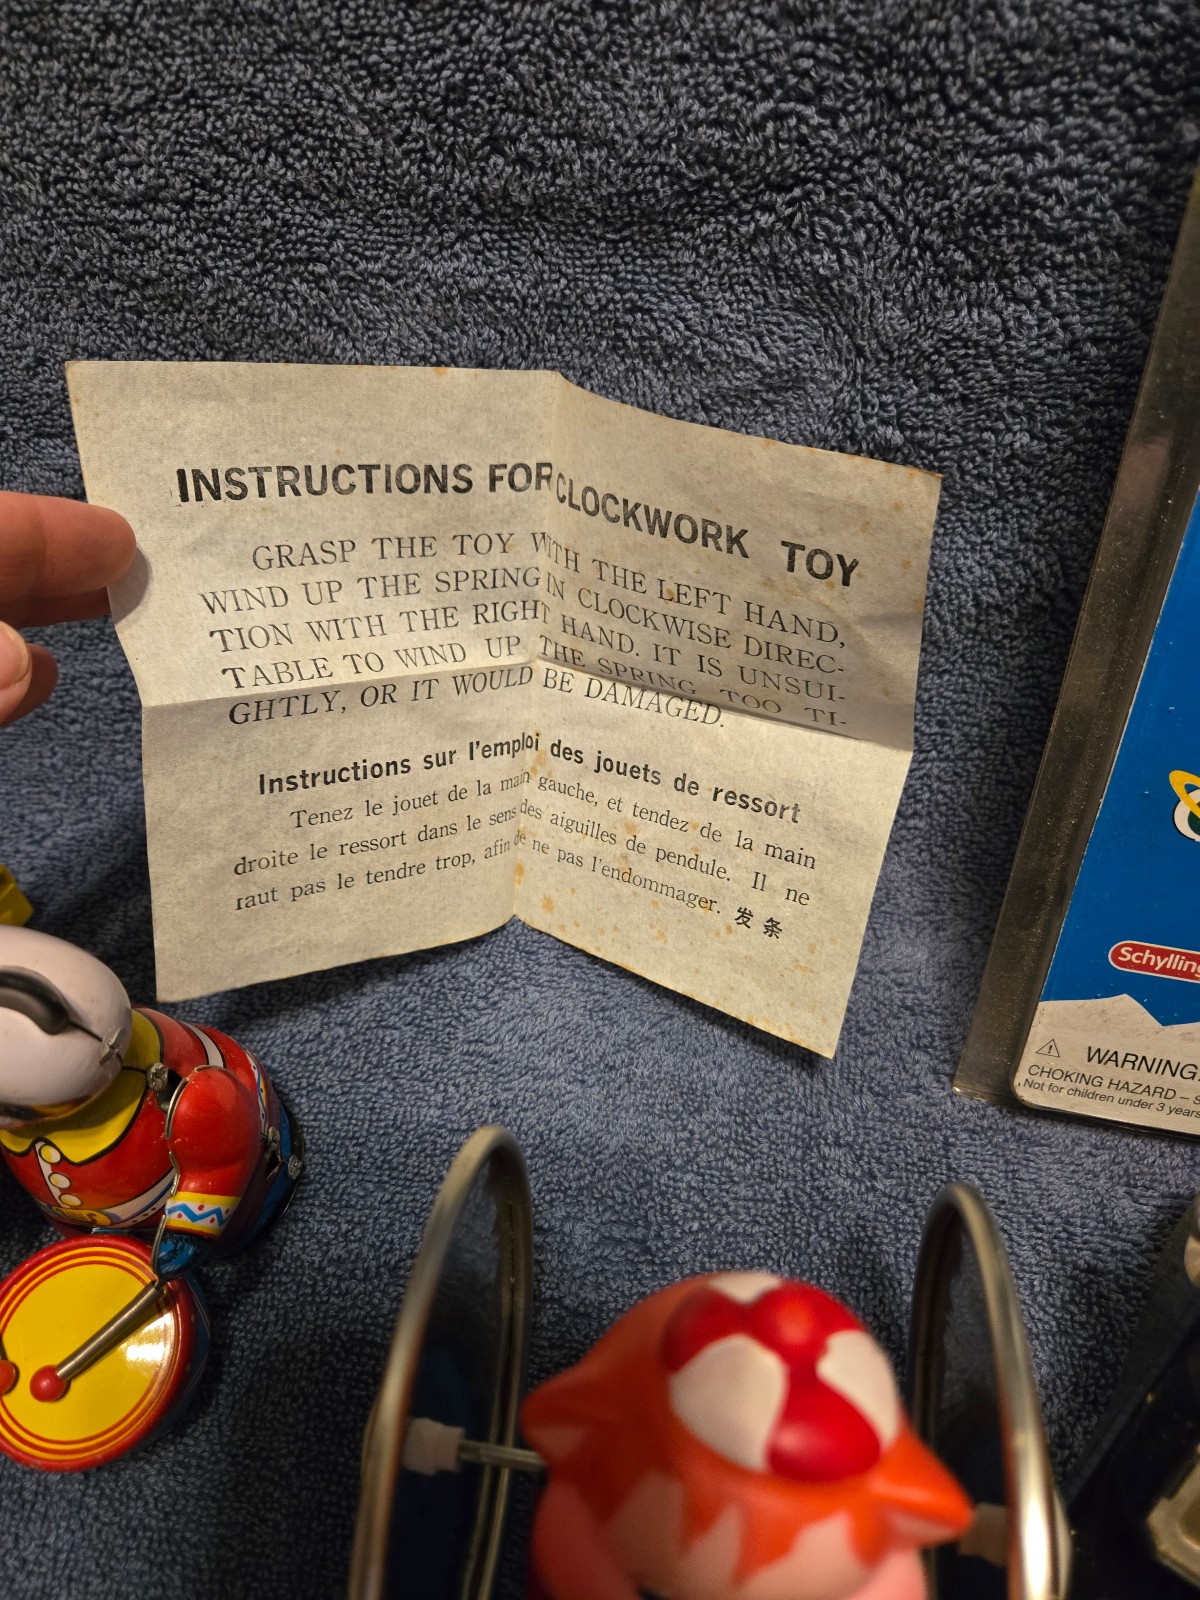 INSTRUCTIONS FOR CLOCKWORK TOY
GRASP THE TOY WITH THE LEFT HAND,
WIND UP THE SPRING IN CLOCKWISE DIREC-
TION WITH THE RIGHT HAND. IT IS UNSUI-
TABLE TO WIND UP THE SPRING TOO TI-
GHTLY, OR IT WOULD BE DAMAGED.
Instructions sur l'emploi des jouets de ressort
Tenez le jouet de la main gauche, et tendez de la main
droite le ressort dans le sens des aiguilles de pendule. Il ne
raut pas le tendre trop, afin de ne pas l'endommager. 发条
Schylling
WARNING:
CHOKING HAZARD – S
Not for children under 3 years